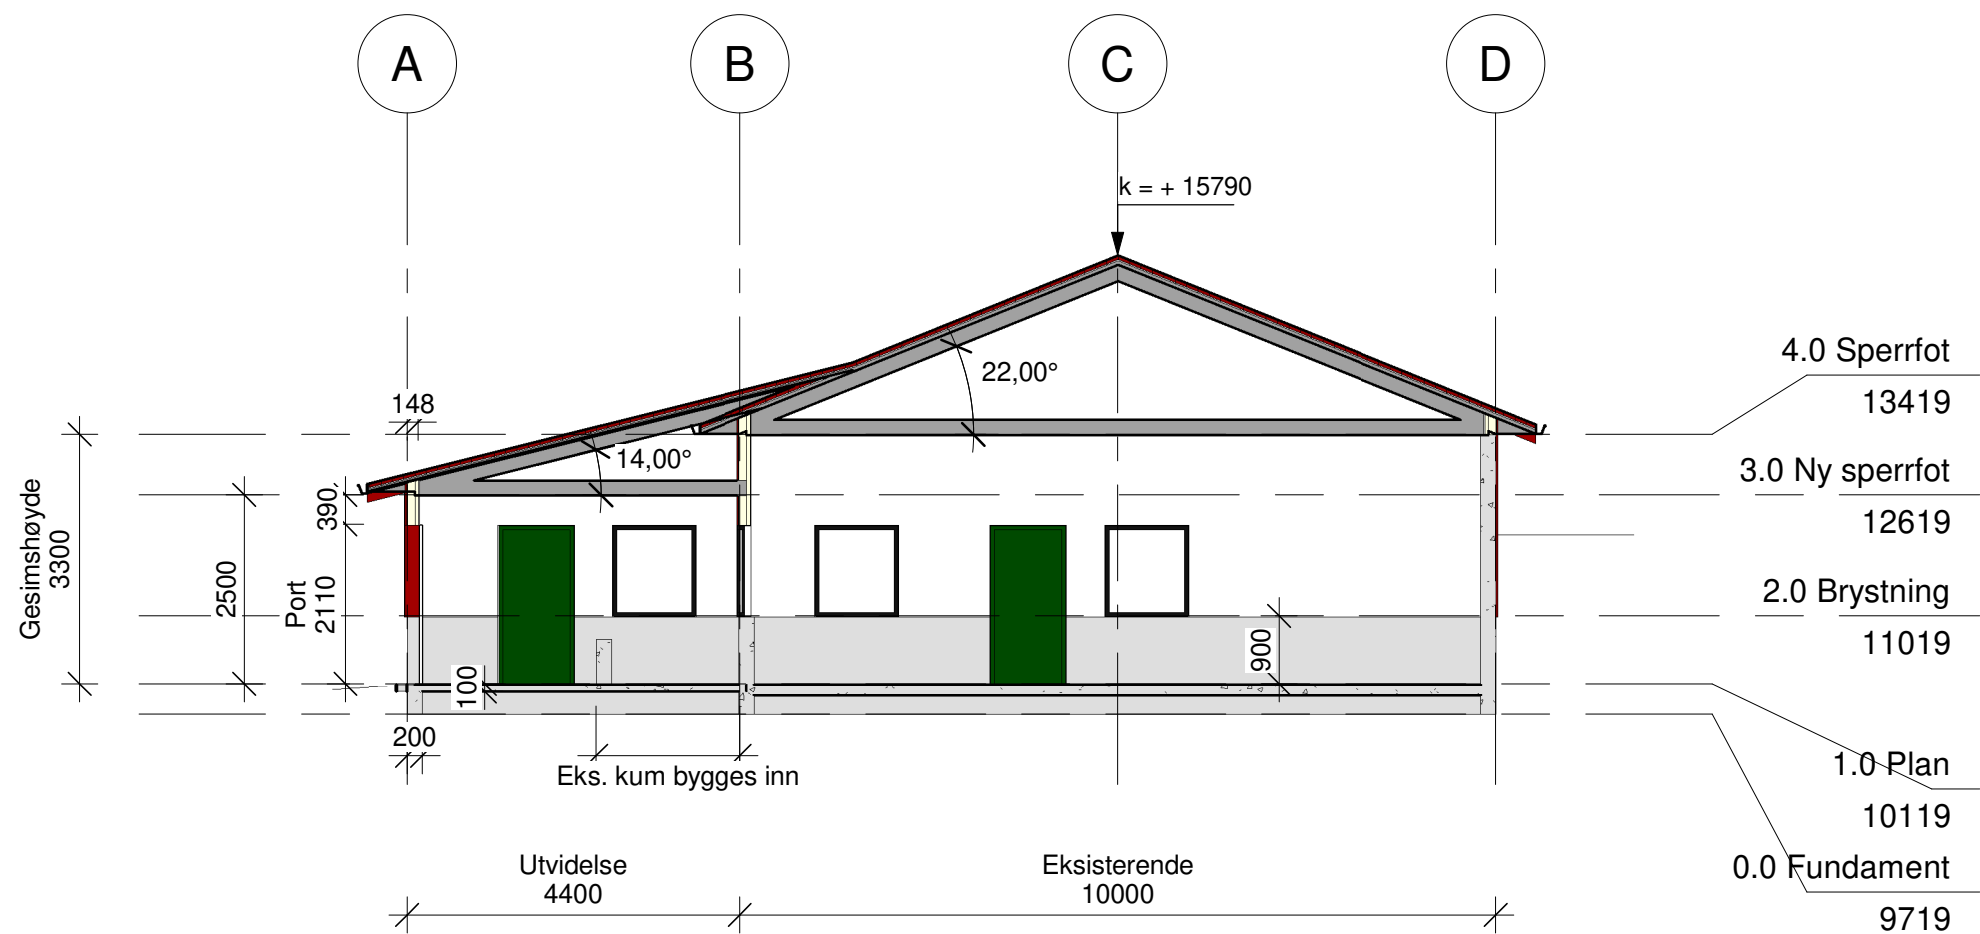 A
B
C
D
k = + 15790
22,00°
14,00°
148
390
Gesimshøyde
3300
2500
Port
2110
100
900
200
Eks. kum bygges inn
4.0 Sperrfot
13419
3.0 Ny sperrfot
12619
2.0 Brystning
11019
1.0 Plan
10119
0.0 Fundament
9719
Utvidelse
4400
Eksisterende
10000